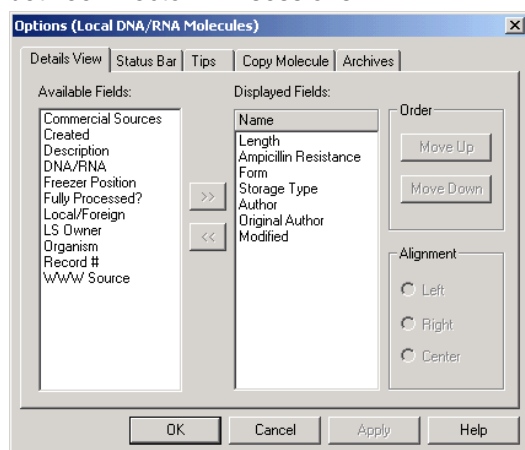 Options (Local DNA/RNA Molecules)
Details View
Status Bar
Tips
Copy Molecule
Archives
Available Fields:
Commercial Sources
Created
Description
DNA/RNA
Freezer Position
Fully Processed?
Local/Foreign
LS Owner
Organism
Record #
WWW Source
>>
<<
Displayed Fields:
Name
Length
Ampicillin Resistance
Form
Storage Type
Author
Original Author
Modified
Order
Move Up
Move Down
Alignment
Left
Right
Center
OK
Cancel
Apply
Help